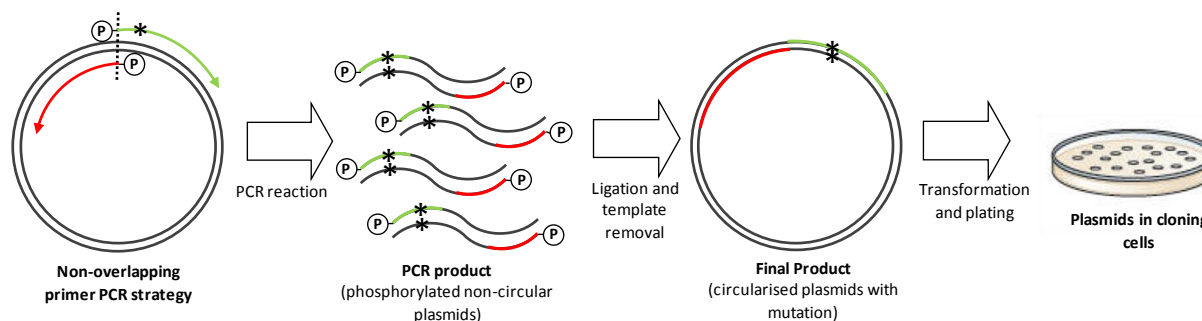 P
*
P
Non-overlapping
primer PCR strategy
PCR reaction
P
*
*
P
*
P
*
P
P
*
*
P
P
*
*
P
PCR product
(phosphorylated non-circular
plasmids)
Ligation and
template
removal
*
*
Final Product
(circularised plasmids with
mutation)
Transformation
and plating
Plasmids in cloning
cells